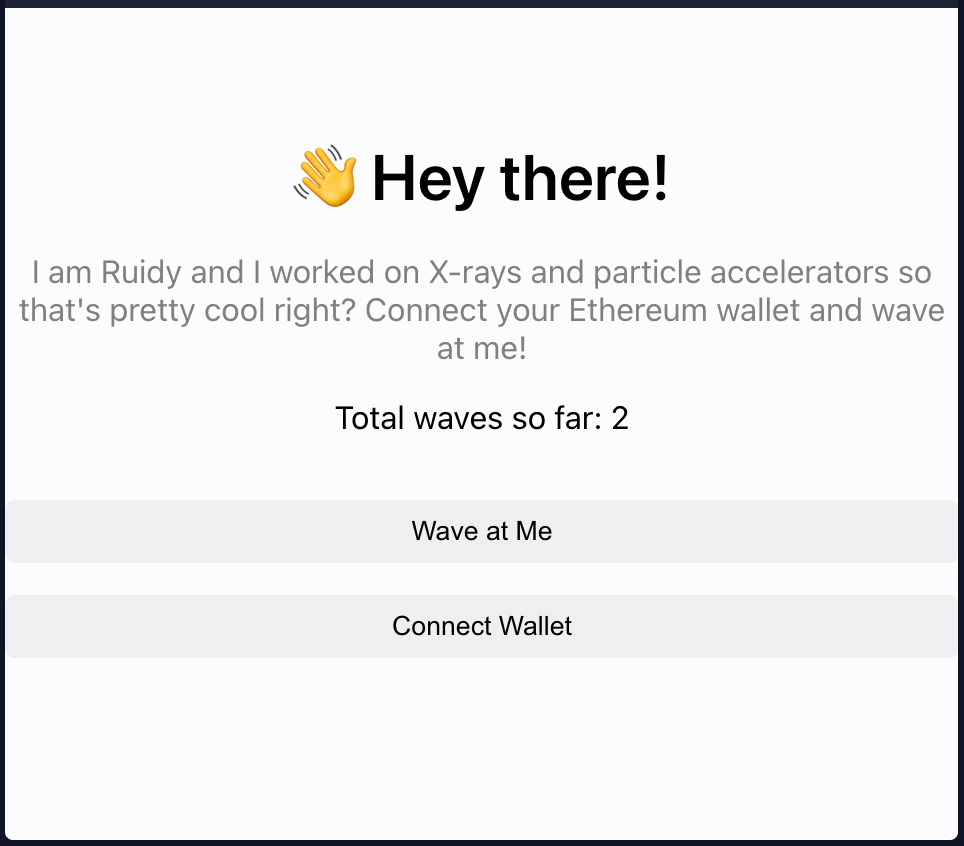 👋 Hey there!
I am Ruidy and I worked on X-rays and particle accelerators so
that's pretty cool right? Connect your Ethereum wallet and wave
at me!
Total waves so far: 2
Wave at Me
Connect Wallet